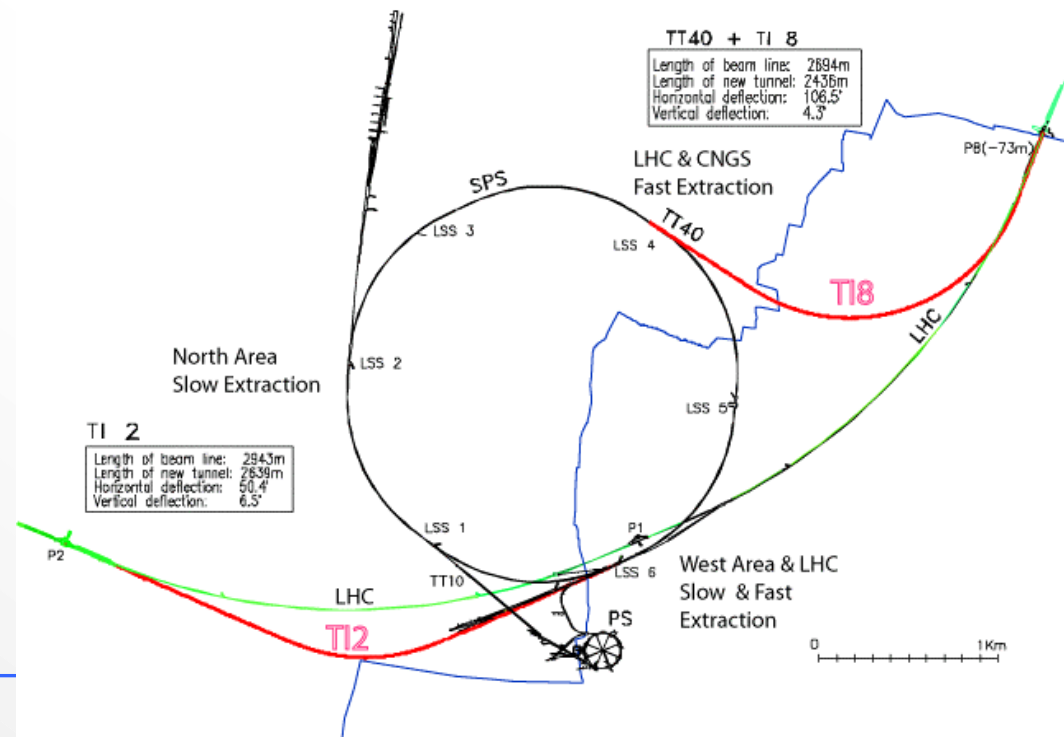 TT40 + TI 8
Length of beam line: 2694m
Length of new tunnel: 2436m
Horizontal deflection: 106.5°
Vertical deflection: 4.3°
P8(-73m)
LHC & CNGS
Fast Extraction
SPS
TT40
LSS 3
LSS 4
TI8
LHC
North Area
Slow Extraction
LSS 2
LSS 5
TI 2
Length of beam line: 2943m
Length of new tunnel: 2639m
Horizontal deflection: 50.4°
Vertical deflection: 6.5°
LSS 1
P1
P2
TT10
LSS 6
West Area & LHC
Slow & Fast
Extraction
LHC
PS
TI2
0 1Km